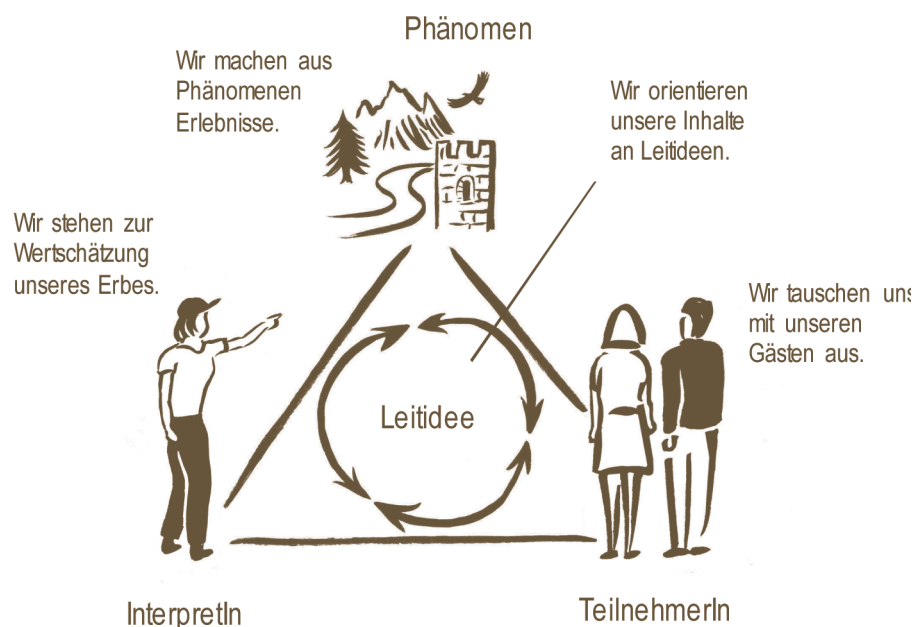 Phänomen
Wir machen aus
Phänomenen
Erlebnisse.
Wir orientieren
unsere Inhalte
an Leitideen.
Wir stehen zur
Wertschätzung
unseres Erbes.
Wir tauschen uns
mit unseren
Gästen aus.
Leitidee
InterpretIn
TeilnehmerIn